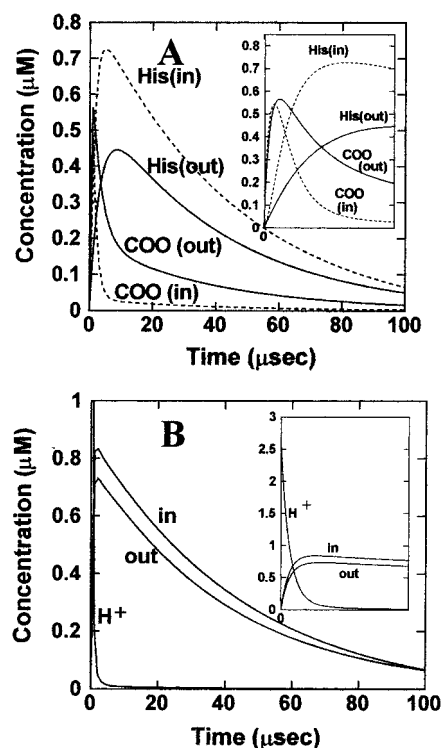 A
Concentration (µM)
0.8
0.7
0.6
0.5
0.4
0.3
0.2
0.1
0
His(in)
His(out)
COO (out)
COO (in)
0.8
0.7
0.6
0.5
0.4
0.3
0.2
0.1
0
0
His(in)
His(out)
COO
(out)
COO
(in)
0 20 40 60 80 100
Time (µsec)
B
Concentration (µM)
1
0.8
0.6
0.4
0.2
0
in
out
H+
3
2.5
2
1.5
1
0.5
0
0
H+
in
out
0 20 40 60 80 100
Time (µsec)